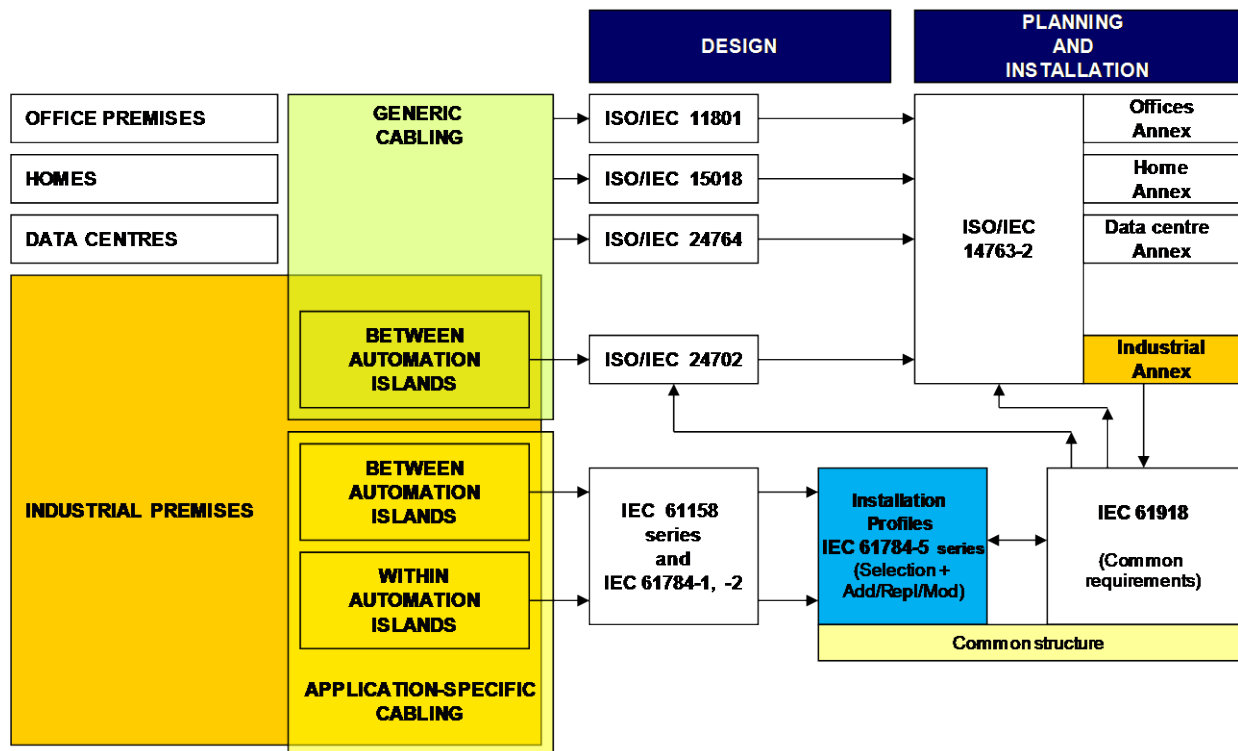 DESIGN
PLANNING
AND
INSTALLATION
OFFICE PREMISES
GENERIC
CABLING
ISO/IEC 11801
Offices
Annex
HOMES
ISO/IEC 15018
Home
Annex
DATA CENTRES
ISO/IEC 24764
ISO/IEC
14763-2
Data centre
Annex
BETWEEN
AUTOMATION
ISLANDS
ISO/IEC 24702
Industrial
Annex
INDUSTRIAL PREMISES
BETWEEN
AUTOMATION
ISLANDS
WITHIN
AUTOMATION
ISLANDS
APPLICATION-SPECIFIC
CABLING
IEC 61158
series
and
IEC 61784-1, -2
Installation
Profiles
IEC 61784-5 series
(Selection +
Add/Repl/Mod)
IEC 61918
(Common
requirements)
Common structure